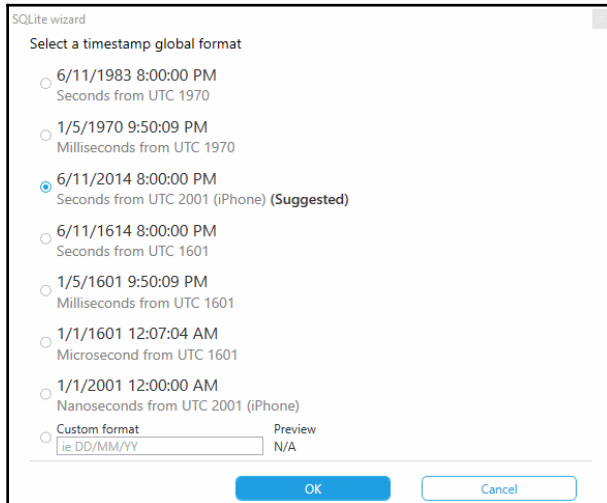 SQLite wizard
Select a timestamp global format
6/11/1983 8:00:00 PM
Seconds from UTC 1970
1/5/1970 9:50:09 PM
Milliseconds from UTC 1970
6/11/2014 8:00:00 PM
Seconds from UTC 2001 (iPhone) (Suggested)
6/11/1614 8:00:00 PM
Seconds from UTC 1601
1/5/1601 9:50:09 PM
Milliseconds from UTC 1601
1/1/1601 12:07:04 AM
Microsecond from UTC 1601
1/1/2001 12:00:00 AM
Nanoseconds from UTC 2001 (iPhone)
Custom format Preview
ie DD/MM/YY N/A
OK Cancel